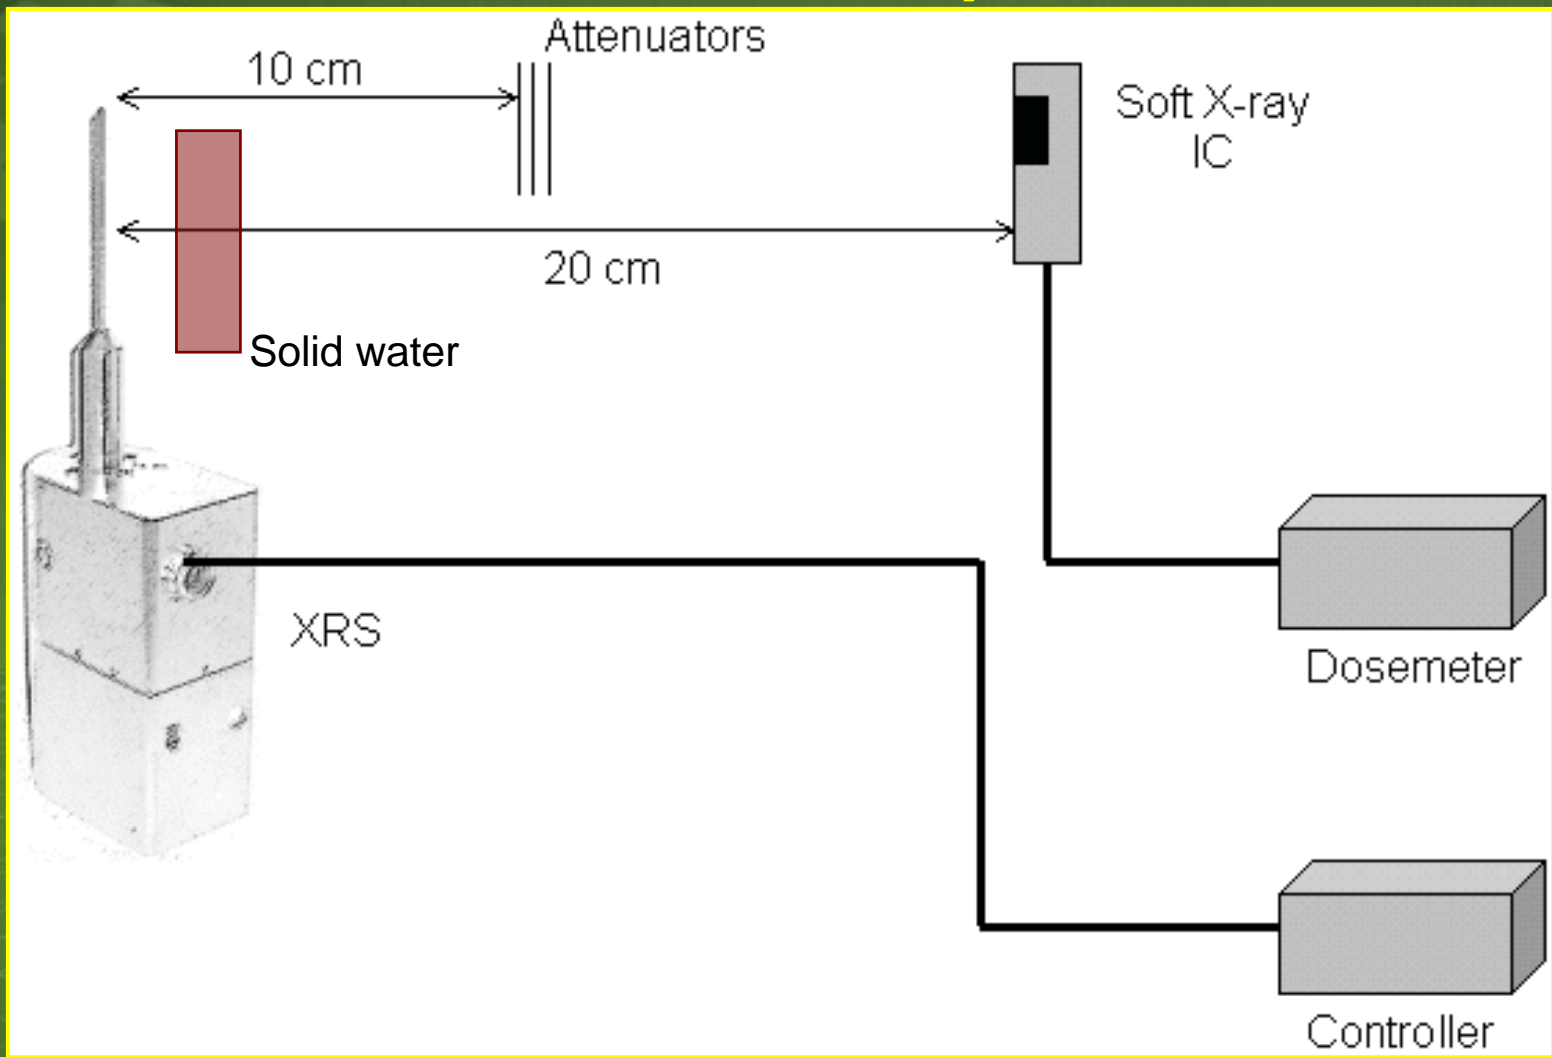 Attenuators
10 cm
Soft X-ray
IC
20 cm
Solid water
XRS
Dosemeter
Controller